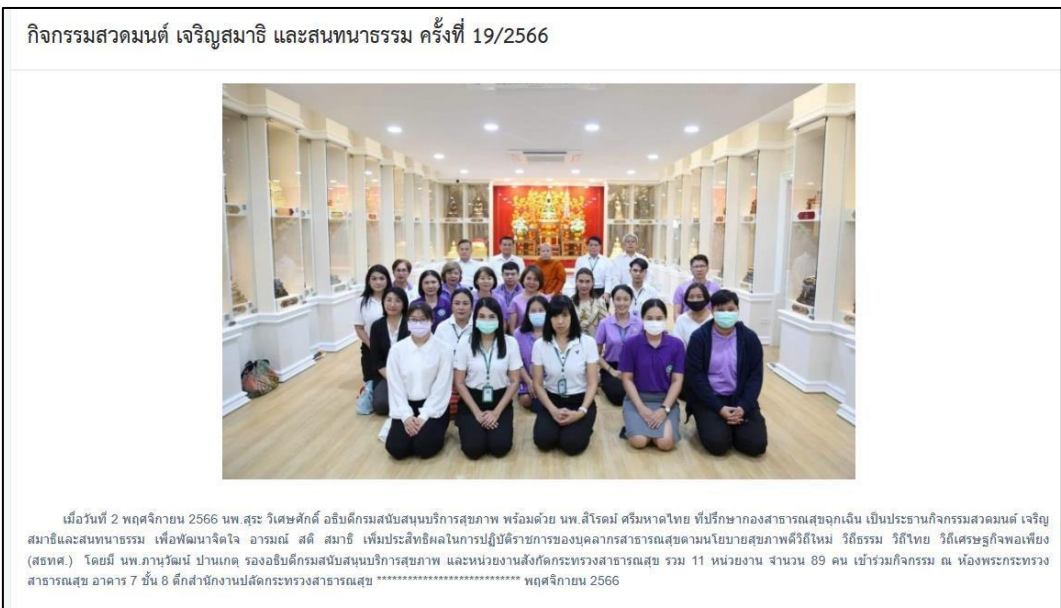 กิจกรรมสวดมนต์ เจริญสมาธิ และสนทนาธรรม ครั้งที่ 19/2566
เมื่อวันที่ 2 พฤศจิกายน 2566 นพ.สุระ วิเศษศักดิ์ อธิบดีกรมสนับสนุนบริการสุขภาพ พร้อมด้วย นพ.สิโรตม์ ศรีมหาดไทย ที่ปรึกษากองสาธารณสุขฉุกเฉิน เป็นประธานกิจกรรมสวดมนต์ เจริญ
สมาธิและสนทนาธรรม เพื่อพัฒนาจิตใจ อารมณ์ สติ สมาธิ เพิ่มประสิทธิผลในการปฏิบัติราชการของบุคลากรสาธารณสุขตามนโยบายสุขภาพดีวิถีใหม่ วิถีธรรม วิถีไทย วิถีเศรษฐกิจพอเพียง
(สธทศ.) โดยมี นพ.ภานุวัฒน์ ปานเกตุ รองอธิบดีกรมสนับสนุนบริการสุขภาพ และหน่วยงานสังกัดกระทรวงสาธารณสุข รวม 11 หน่วยงาน จำนวน 89 คน เข้าร่วมกิจกรรม ณ ห้องพระกระทรวง
สาธารณสุข อาคาร 7 ชั้น 8 ตึกสำนักงานปลัดกระทรวงสาธารณสุข **************************** พฤศจิกายน 2566